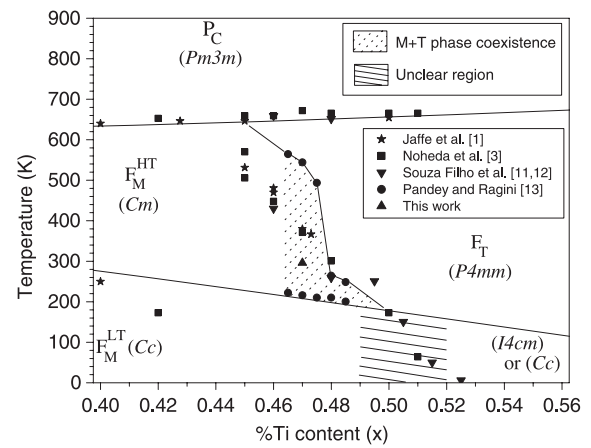 900
800
700
600
500
400
300
200
100
0
Temperature (K)
P_C
(Pm3m)
M+T phase coexistence
Unclear region
Jaffe et al. [1]
Noheda et al. [3]
Souza Filho et al. [11,12]
Pandey and Ragini [13]
This work
F_M^HT
(Cm)
F_T
(P4mm)
F_M^LT (Cc)
(I4cm)
or (Cc)
0.40 0.42 0.44 0.46 0.48 0.50 0.52 0.54 0.56
%Ti content (x)